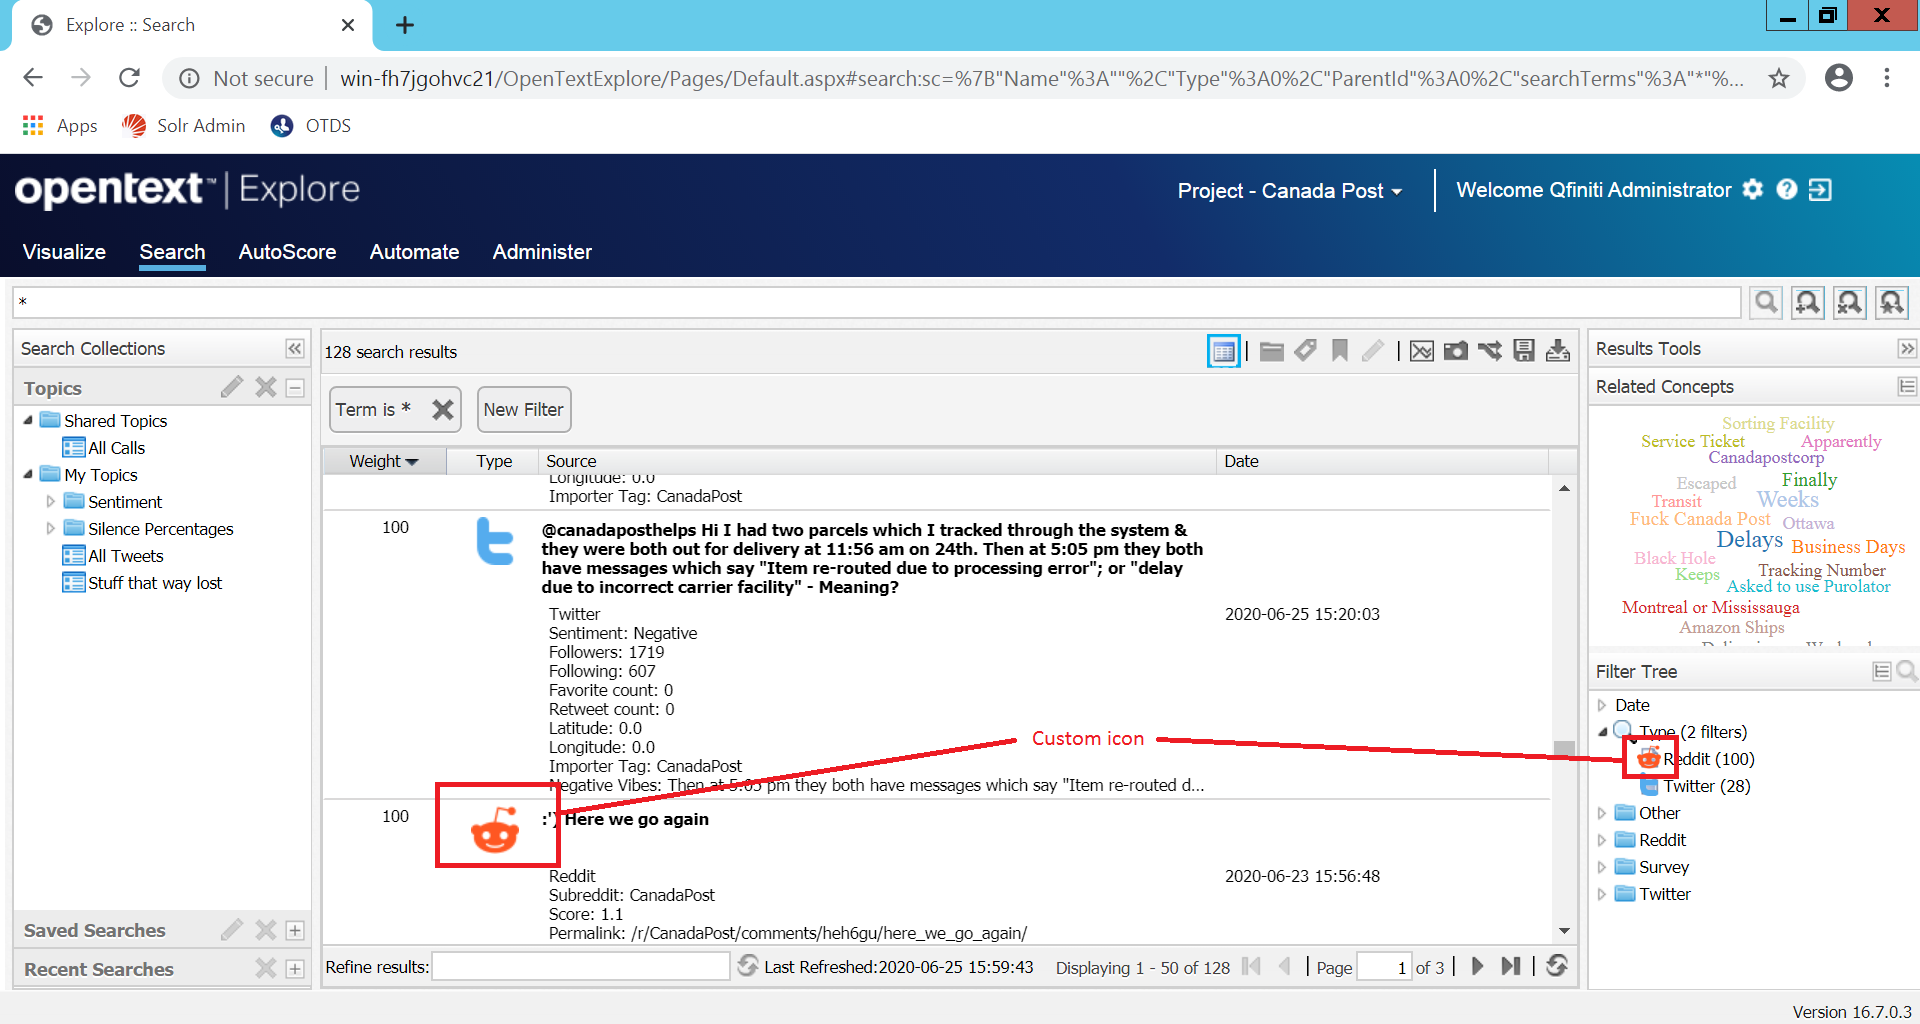 Explore :: Search
Not secure | win-fh7jgohvc21/OpenTextExplore/Pages/Default.aspx#search:sc=%7B"Name"%3A""%2C"Type"%3A0%2C"ParentId"%3A0%2C"searchTerms"%3A"*"%...
Apps Solr Admin OTDS
opentext™ | Explore
Project - Canada Post
Welcome Qfiniti Administrator
Visualize Search AutoScore Automate Administer
*
Search Collections
Topics
Shared Topics
All Calls
My Topics
Sentiment
Silence Percentages
All Tweets
Stuff that way lost
Saved Searches
Recent Searches
128 search results
Term is *
New Filter
Weight Type Source Date
Longitude: 0.0
Importer Tag: CanadaPost
100
@canadaposthelps Hi I had two parcels which I tracked through the system &
they were both out for delivery at 11:56 am on 24th. Then at 5:05 pm they both
have messages which say "Item re-routed due to processing error"; or "delay
due to incorrect carrier facility" - Meaning?
Twitter 2020-06-25 15:20:03
Sentiment: Negative
Followers: 1719
Following: 607
Favorite count: 0
Retweet count: 0
Latitude: 0.0
Longitude: 0.0
Importer Tag: CanadaPost
Negative Vibes: Then at 5:05 pm they both have messages which say "Item re-routed d...
Custom icon
100
:') Here we go again
Reddit 2020-06-23 15:56:48
Subreddit: CanadaPost
Score: 1.1
Permalink: /r/CanadaPost/comments/heh6gu/here_we_go_again/
Refine results:
Last Refreshed:2020-06-25 15:59:43
Displaying 1 - 50 of 128
Page 1 of 3
Results Tools
Related Concepts
Sorting Facility
Service Ticket Apparently
Canadapostcorp
Escaped Finally
Transit Weeks
Fuck Canada Post Ottawa
Delays Business Days
Black Hole
Tracking Number
Keeps
Asked to use Purolator
Montreal or Mississauga
Amazon Ships
Filter Tree
Date
Type (2 filters)
Reddit (100)
Twitter (28)
Other
Reddit
Survey
Twitter
Version 16.7.0.3